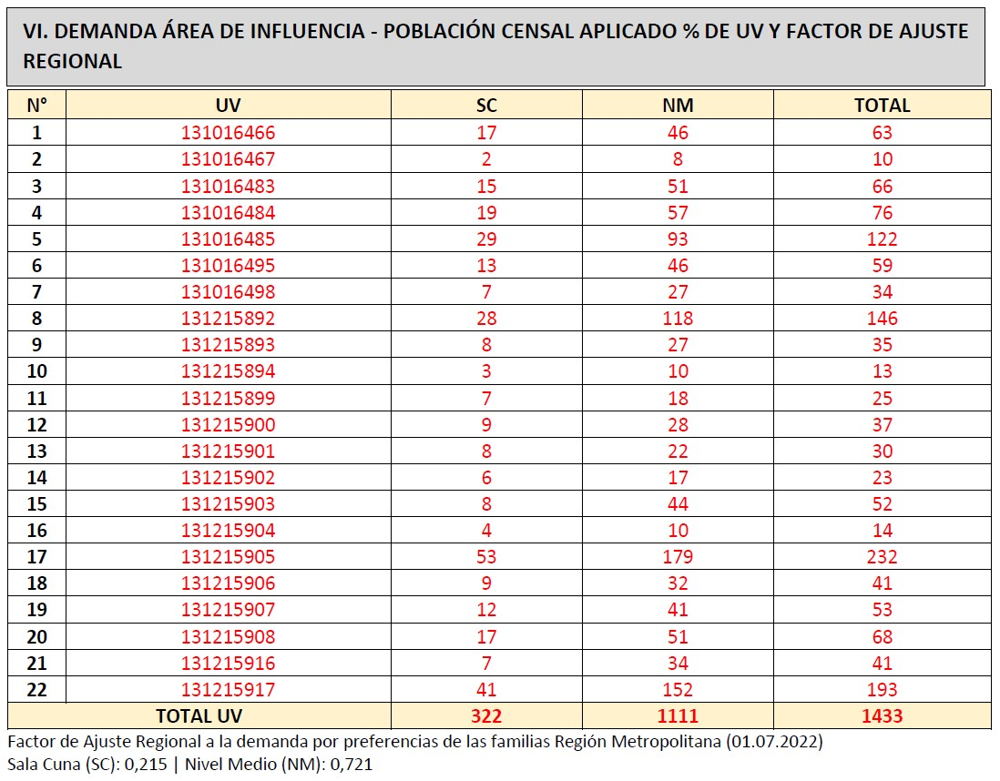 VI. DEMANDA ÁREA DE INFLUENCIA - POBLACIÓN CENSAL APLICADO % DE UV Y FACTOR DE AJUSTE
REGIONAL
N° UV SC NM TOTAL
1 131016466 17 46 63
2 131016467 2 8 10
3 131016483 15 51 66
4 131016484 19 57 76
5 131016485 29 93 122
6 131016495 13 46 59
7 131016498 7 27 34
8 131215892 28 118 146
9 131215893 8 27 35
10 131215894 3 10 13
11 131215899 7 18 25
12 131215900 9 28 37
13 131215901 8 22 30
14 131215902 6 17 23
15 131215903 8 44 52
16 131215904 4 10 14
17 131215905 53 179 232
18 131215906 9 32 41
19 131215907 12 41 53
20 131215908 17 51 68
21 131215916 7 34 41
22 131215917 41 152 193
TOTAL UV 322 1111 1433
Factor de Ajuste Regional a la demanda por preferencias de las familias Región Metropolitana (01.07.2022)
Sala Cuna (SC): 0,215 | Nivel Medio (NM): 0,721